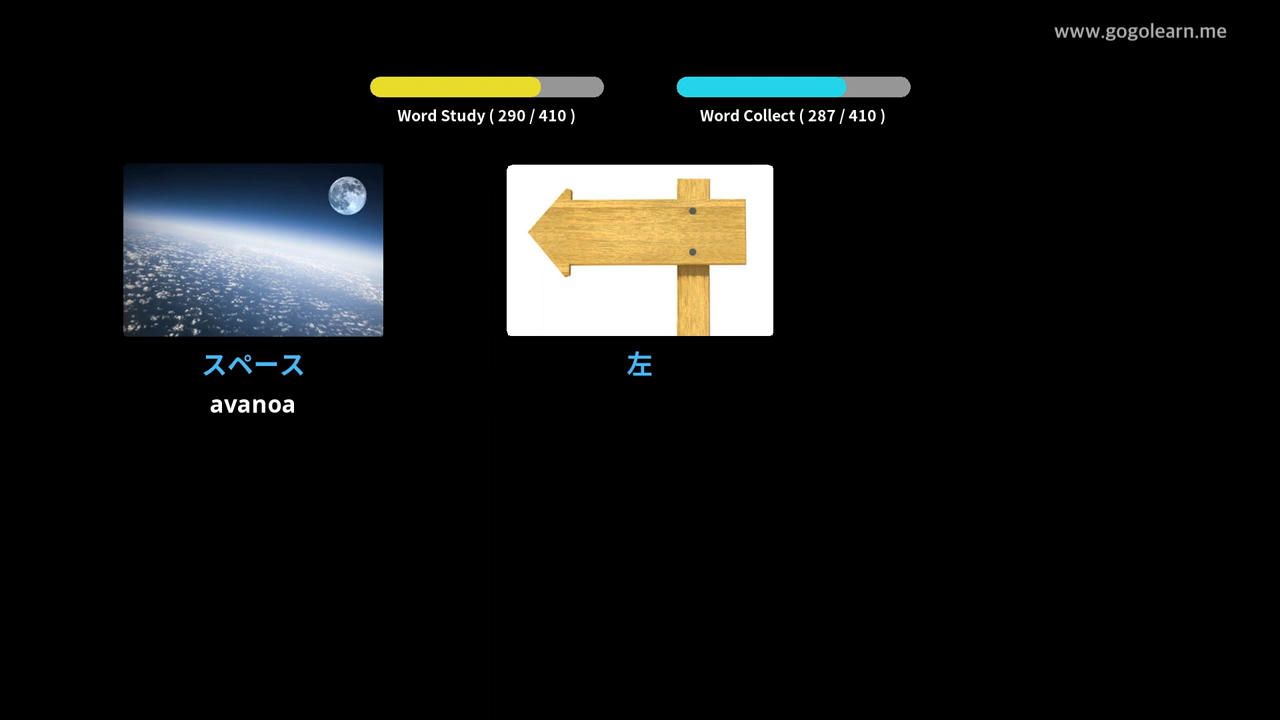 www.gogolearn.me
Word Study ( 290 / 410 )
Word Collect ( 287 / 410 )
スペース
avanoa
左